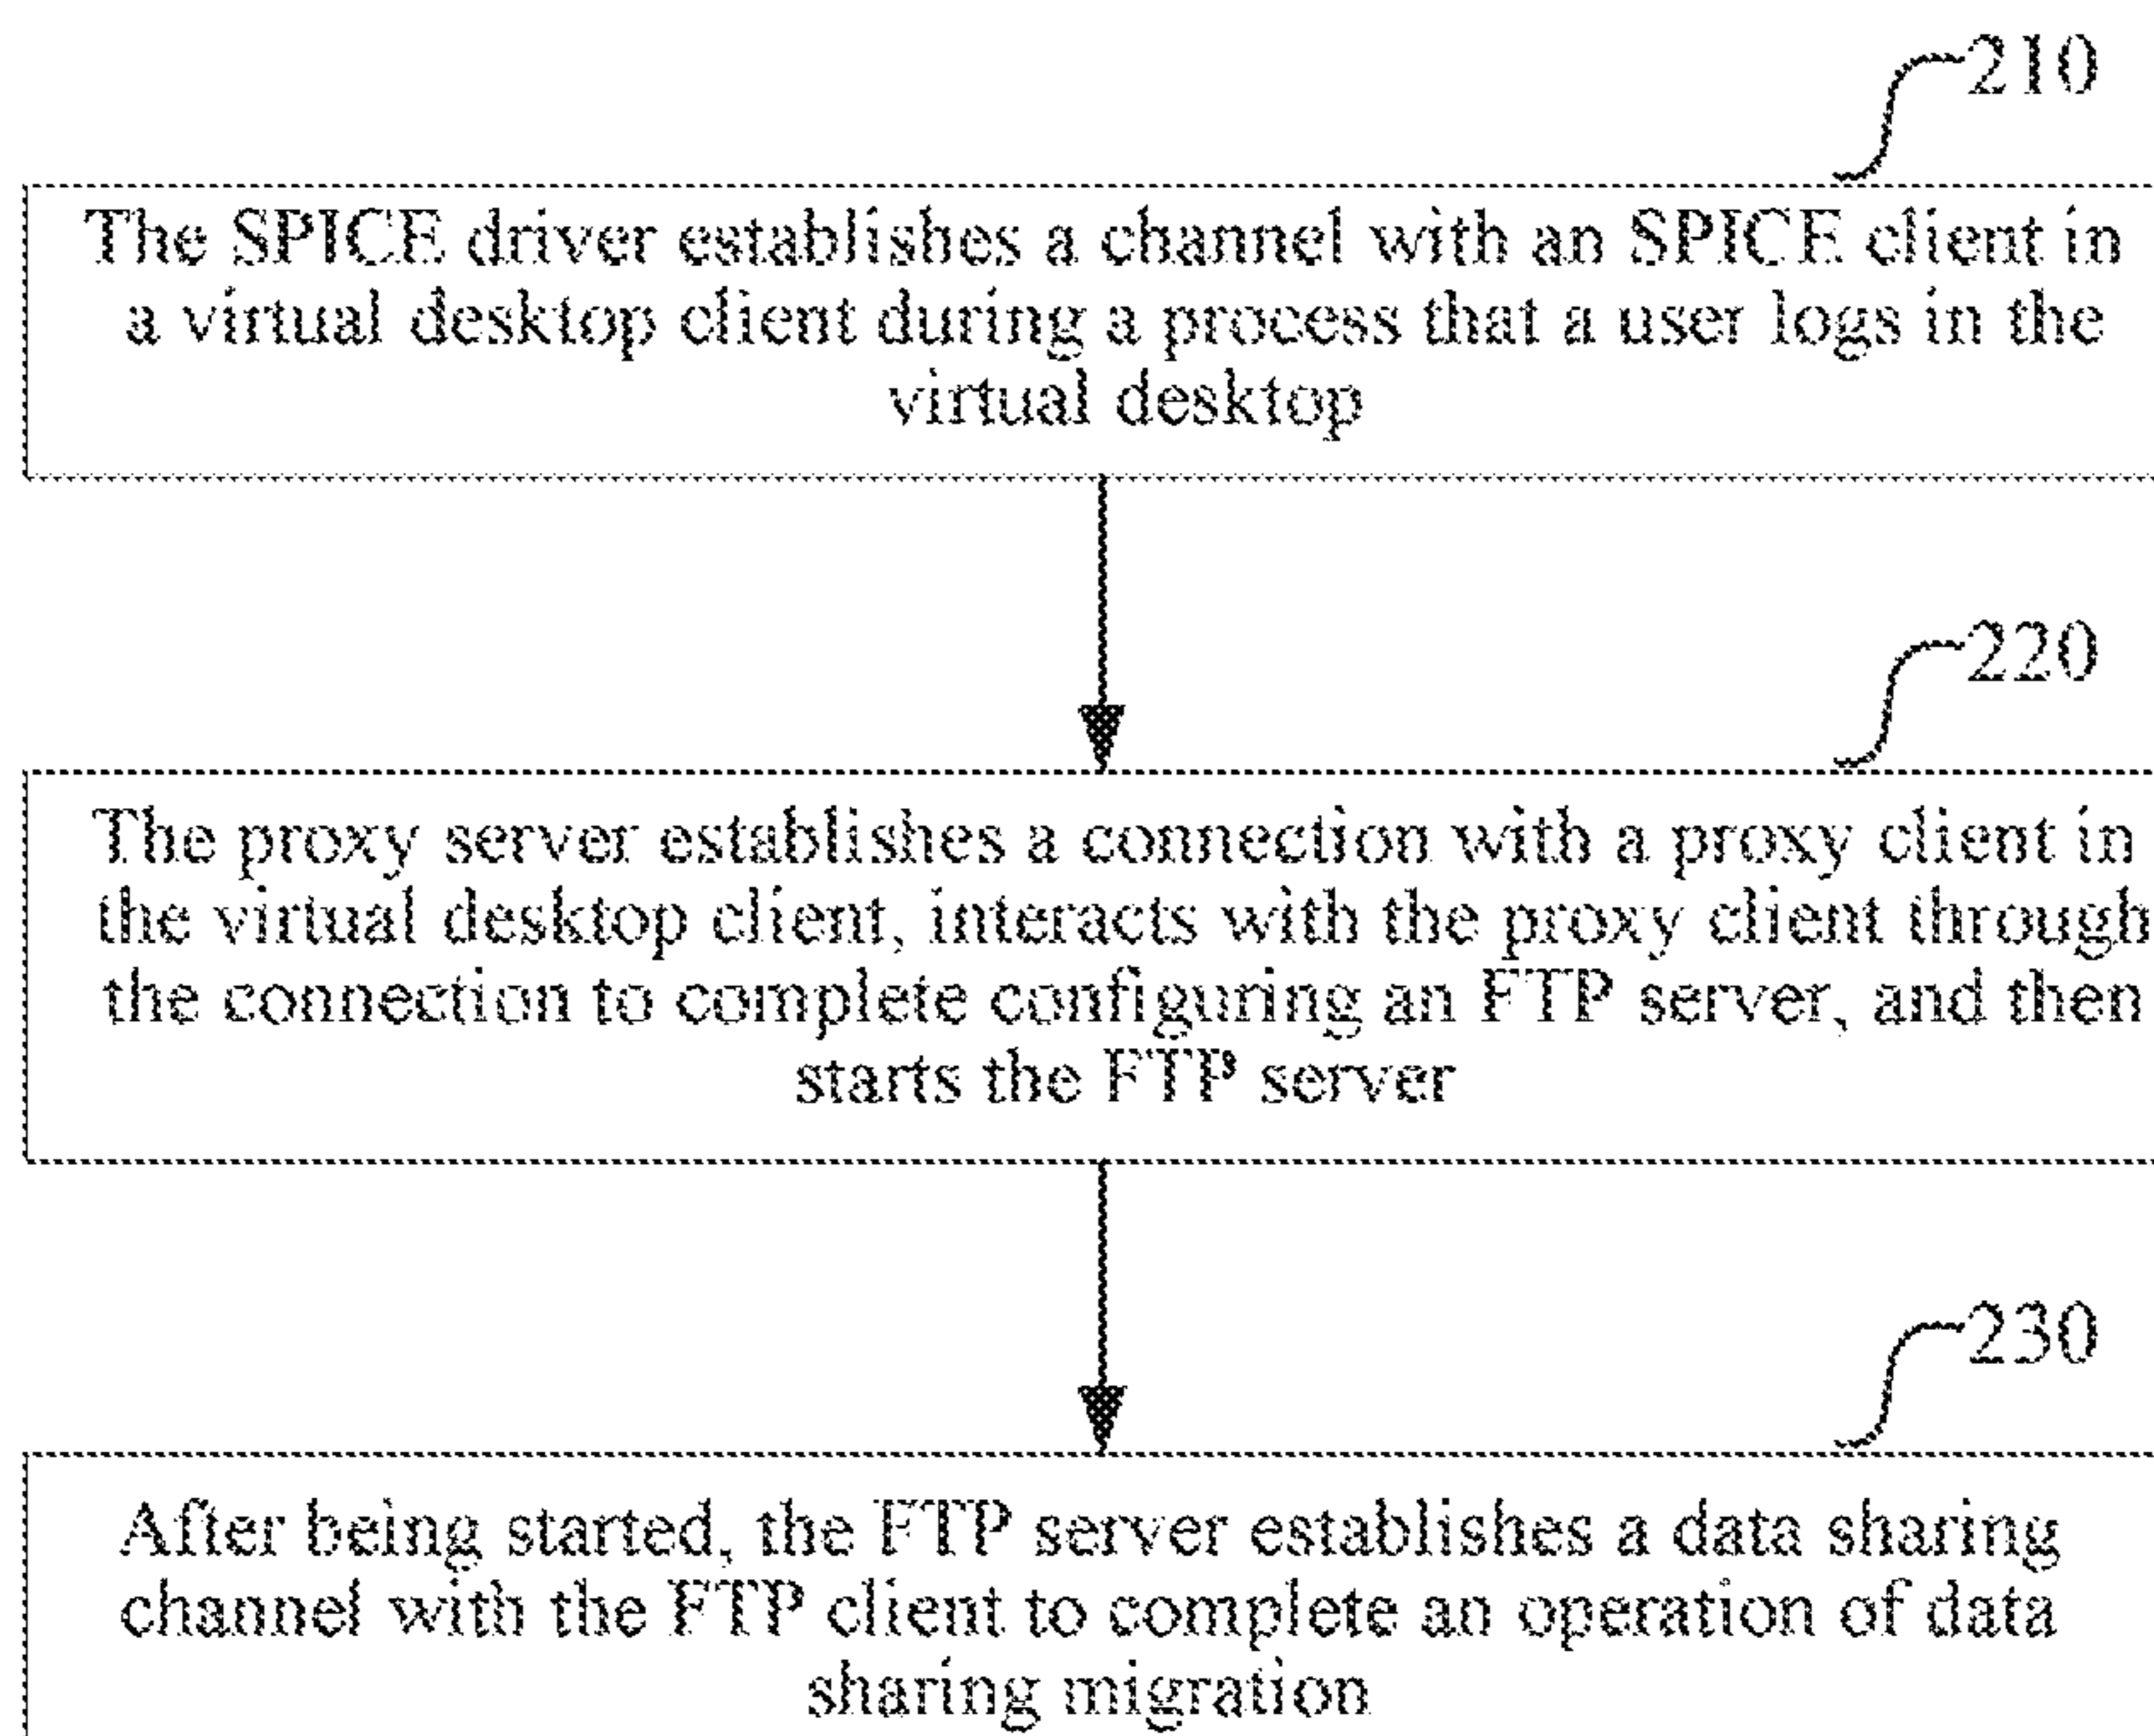 210
The SPICE driver establishes a channel with an SPICE client in
a virtual desktop client during a process that a user logs in the
virtual desktop
220
The proxy server establishes a connection with a proxy client in
the virtual desktop client, interacts with the proxy client through
the connection to complete configuring an FTP server, and then
starts the FTP server
230
After being started, the FTP server establishes a data sharing
channel with the FTP client to complete an operation of data
sharing migration